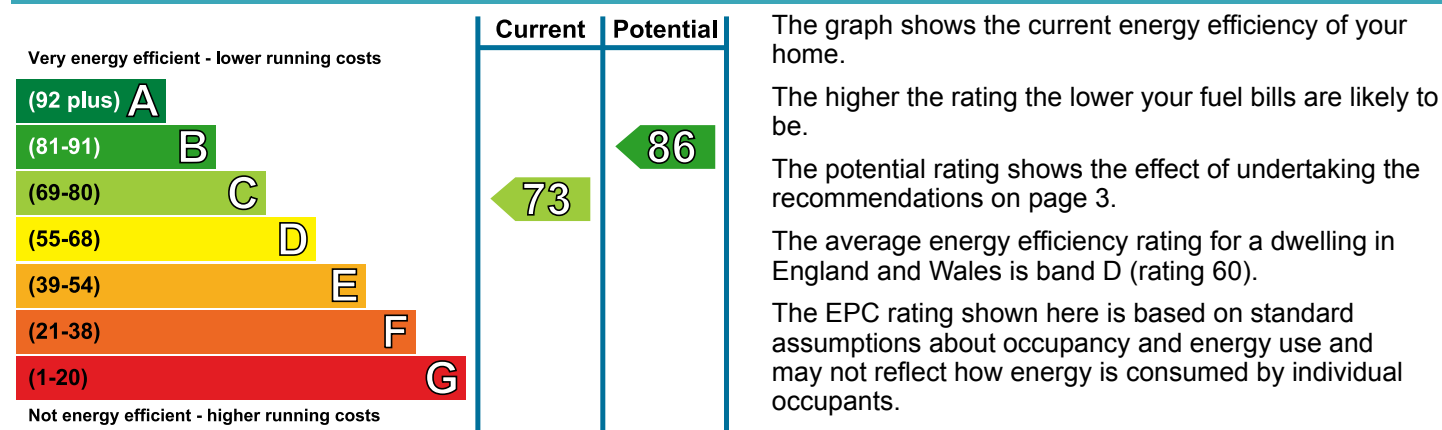 Current Potential
Very energy efficient - lower running costs
(92 plus) A
(81-91) B
86
(69-80) C
73
(55-68) D
(39-54) E
(21-38) F
(1-20) G
Not energy efficient - higher running costs
The graph shows the current energy efficiency of your
home.
The higher the rating the lower your fuel bills are likely to
be.
The potential rating shows the effect of undertaking the
recommendations on page 3.
The average energy efficiency rating for a dwelling in
England and Wales is band D (rating 60).
The EPC rating shown here is based on standard
assumptions about occupancy and energy use and
may not reflect how energy is consumed by individual
occupants.